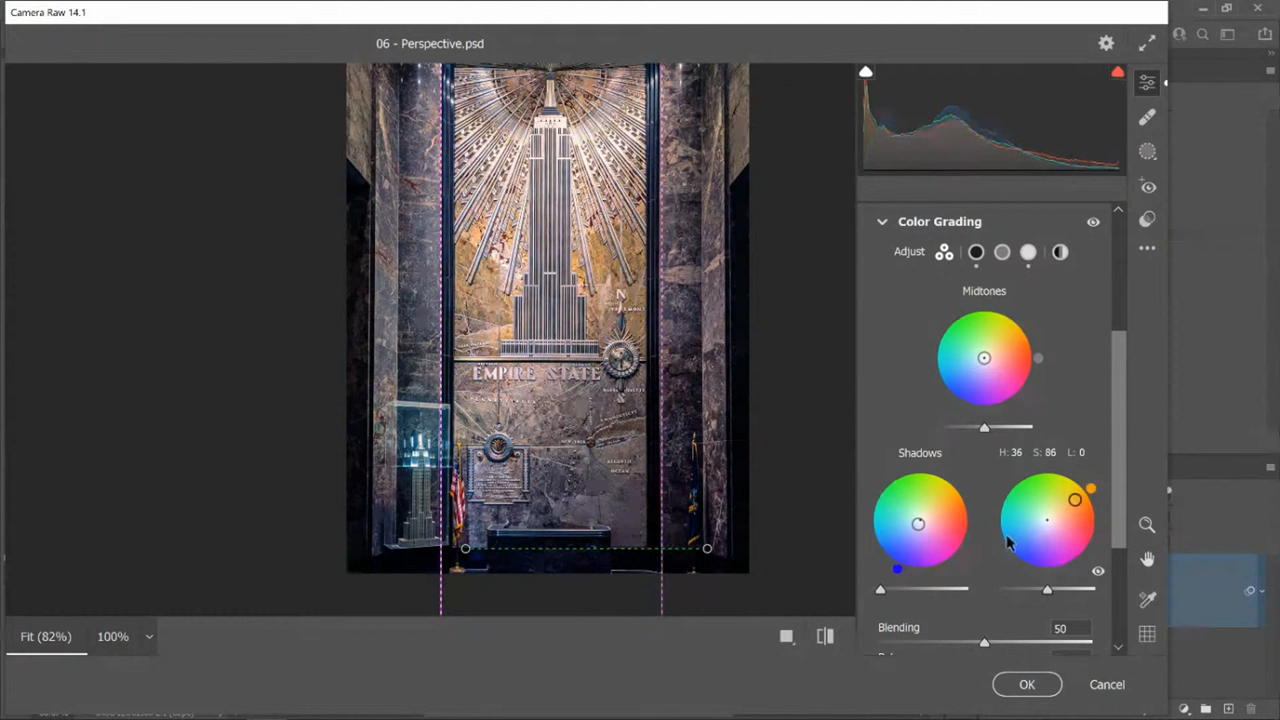 Camera Raw 14.1
06 - Perspective.psd
Color Grading
Adjust
Midtones
N
EMPIRE STATE
Shadows
H: 36 S: 86 L: 0
Blending
50
Fit (82%)
100%
OK
Cancel